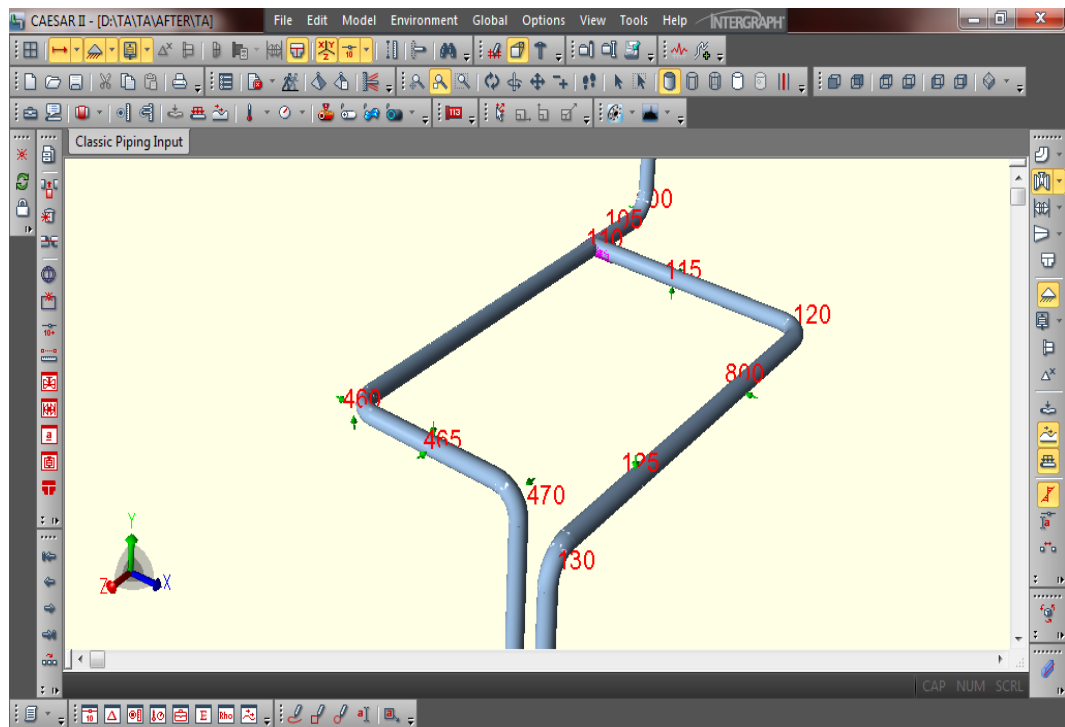 CAESAR II - [D:\TA\TA\AFTER\TA]
File Edit Model Environment Global Options View Tools Help
INTERGRAPH
Classic Piping Input
105
110
115
120
800
460
465
125
470
130
Y
Z
X
CAP NUM SCRL